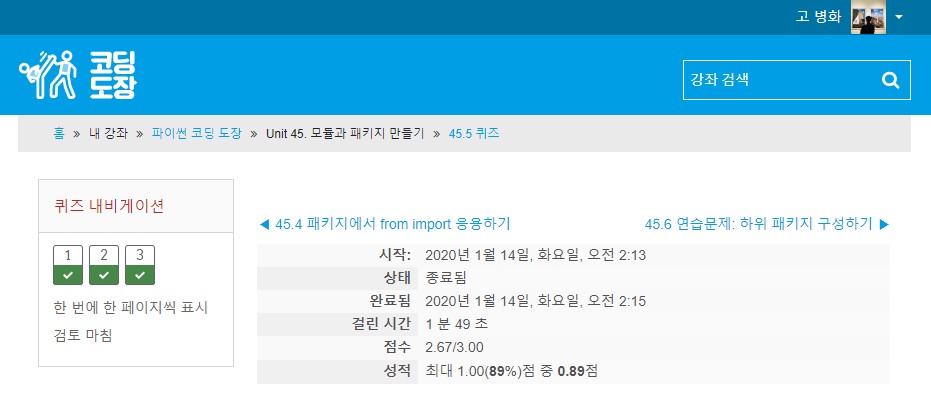 고 병화
코딩
도장
강좌 검색
홈 » 내 강좌 » 파이썬 코딩 도장 » Unit 45. 모듈과 패키지 만들기 » 45.5 퀴즈
퀴즈 내비게이션
1 2 3
한 번에 한 페이지씩 표시
검토 마침
◀ 45.4 패키지에서 from import 응용하기
45.6 연습문제: 하위 패키지 구성하기 ▶
시작: 2020년 1월 14일, 화요일, 오전 2:13
상태 종료됨
완료됨 2020년 1월 14일, 화요일, 오전 2:15
걸린 시간 1 분 49 초
점수 2.67/3.00
성적 최대 1.00(89%)점 중 0.89점